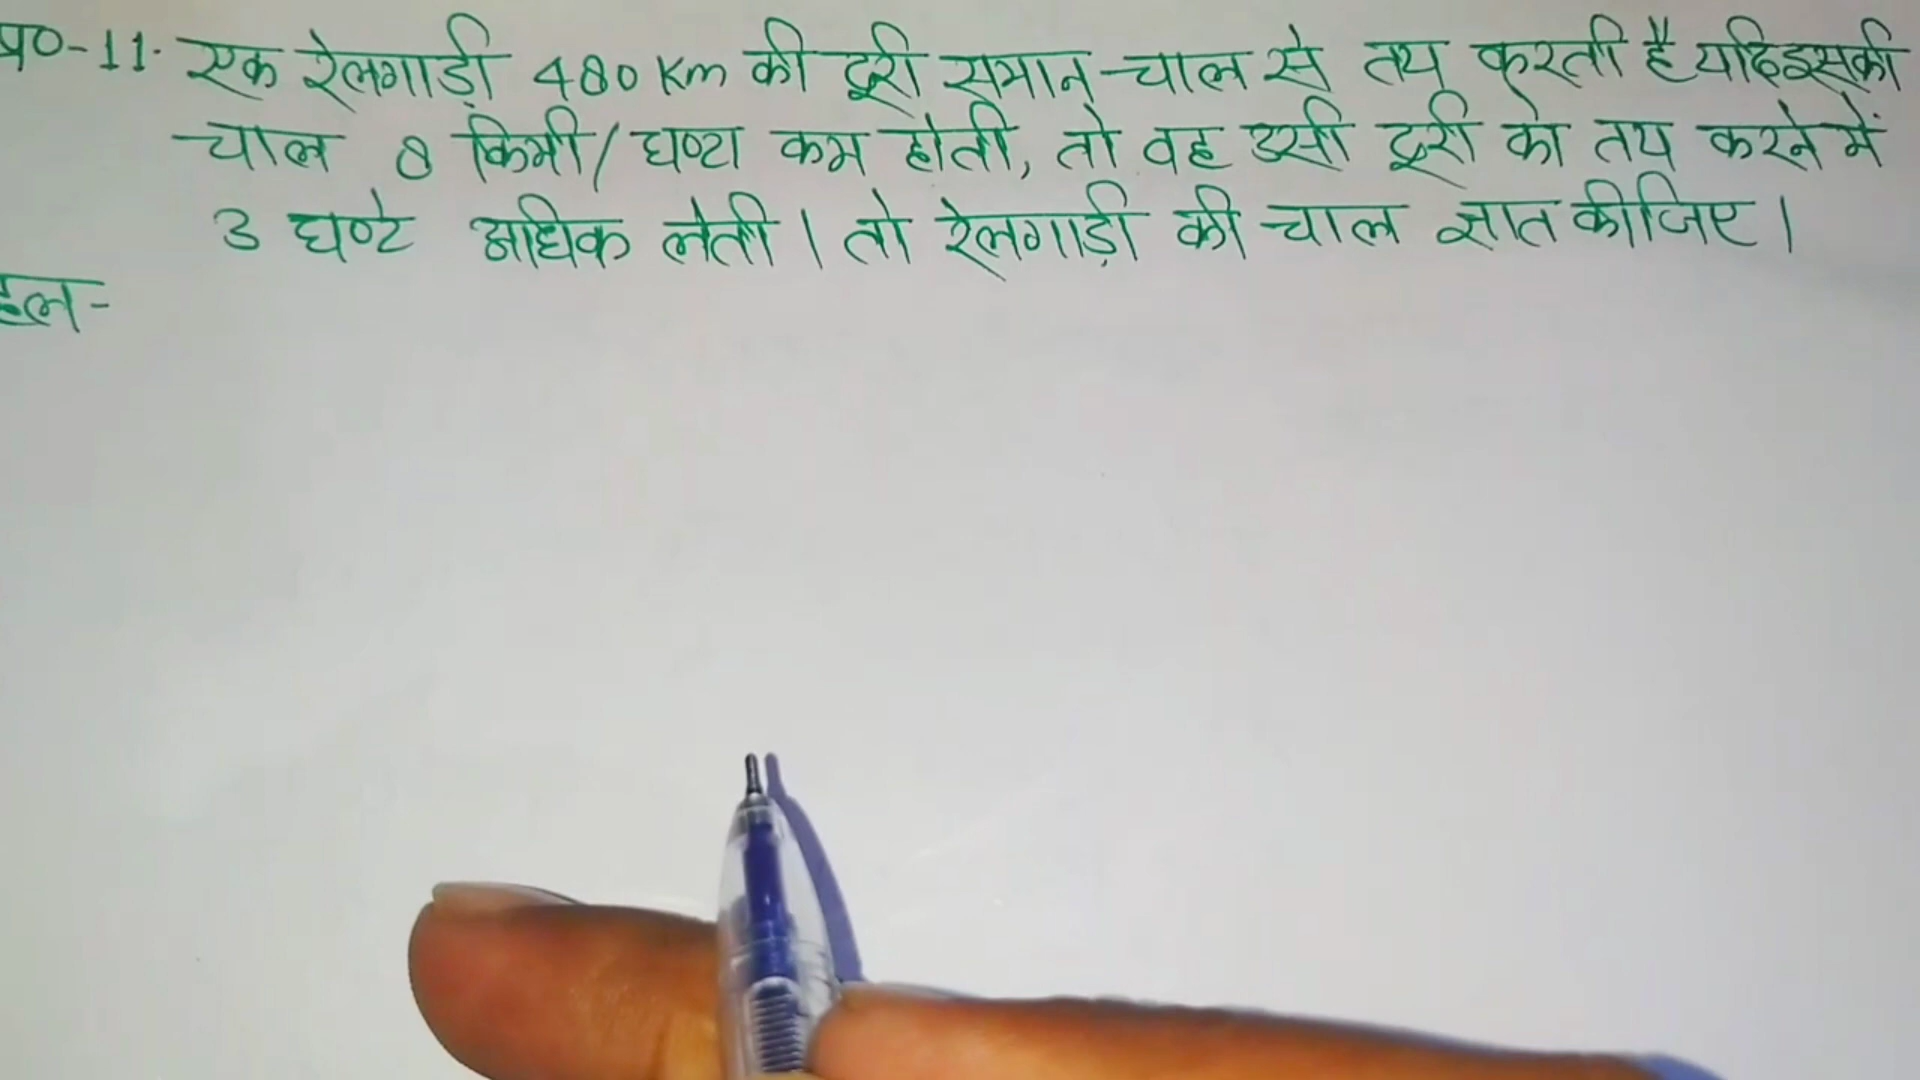 प्र०-11. एक रेलगाड़ी 480 Km की दूरी समान चाल से तय करती है यदि इसकी
चाल 8 किमी/घण्टा कम होती, तो वह उसी दूरी को तय करने में
3 घण्टे अधिक लेती। तो रेलगाड़ी की चाल ज्ञात कीजिए।
हल-